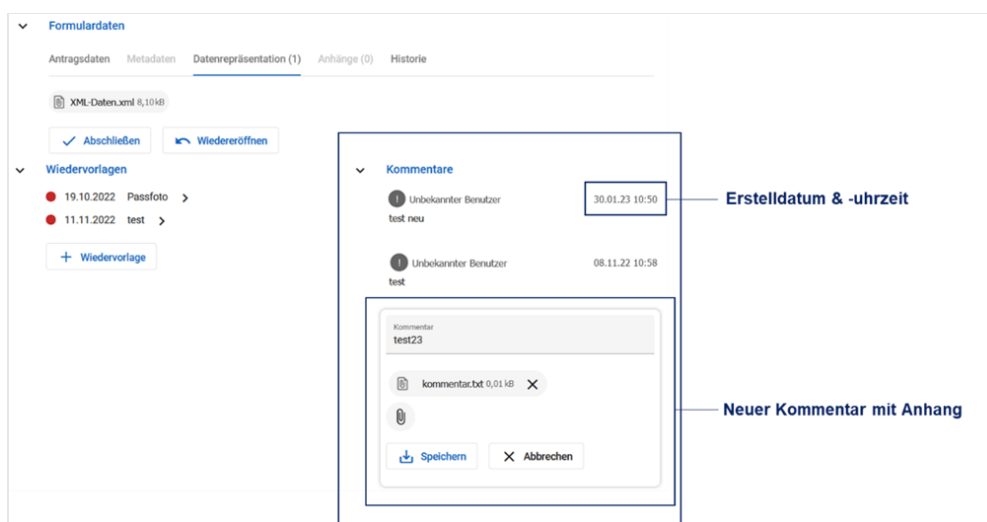 Formulardaten
Antragsdaten Metadaten Datenrepräsentation (1) Anhänge (0) Historie
XML-Daten.xml 8,10 kB
Abschließen Wiedereröffnen
Wiedervorlagen
19.10.2022 Passfoto
11.11.2022 test
Wiedervorlage
Kommentare
Unbekannter Benutzer 30.01.23 10:50
test neu
Unbekannter Benutzer 08.11.22 10:58
test
Kommentar
test23
kommentar.txt 0,01 kB
Speichern Abbrechen
Erstelldatum & -uhrzeit
Neuer Kommentar mit Anhang